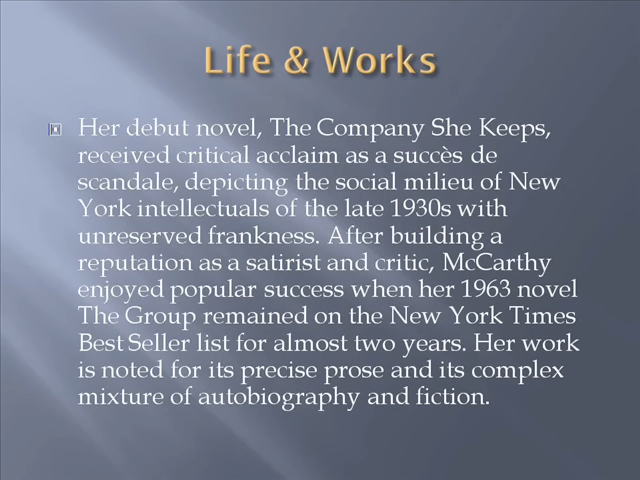 Life & Works
Her debut novel, The Company She Keeps,
received critical acclaim as a succès de
scandale, depicting the social milieu of New
York intellectuals of the late 1930s with
unreserved frankness. After building a
reputation as a satirist and critic, McCarthy
enjoyed popular success when her 1963 novel
The Group remained on the New York Times
Best Seller list for almost two years. Her work
is noted for its precise prose and its complex
mixture of autobiography and fiction.